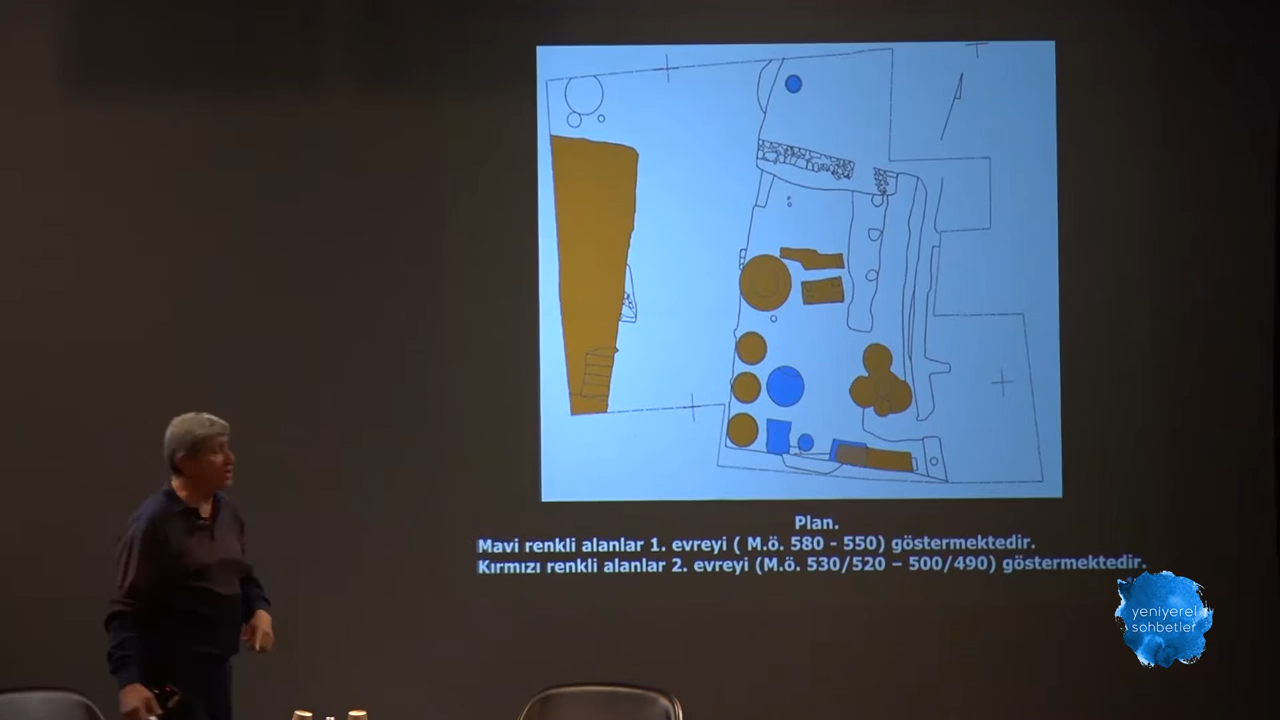 Plan.
Mavi renkli alanlar 1. evreyi ( M.ö. 580 - 550) göstermektedir.
Kırmızı renkli alanlar 2. evreyi (M.ö. 530/520 – 500/490) göstermektedir.
yeniyerel
sohbetler